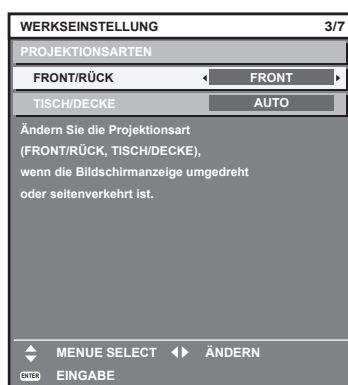 WERKSEINSTELLUNG 3/7
PROJEKTIONSARTEN
FRONT/RÜCK FRONT
TISCH/DECKE AUTO
Ändern Sie die Projektionsart
(FRONT/RÜCK, TISCH/DECKE),
wenn die Bildschirmanzeige umgedreht
oder seitenverkehrt ist.
MENUE SELECT ÄNDERN
ENTER EINGABE